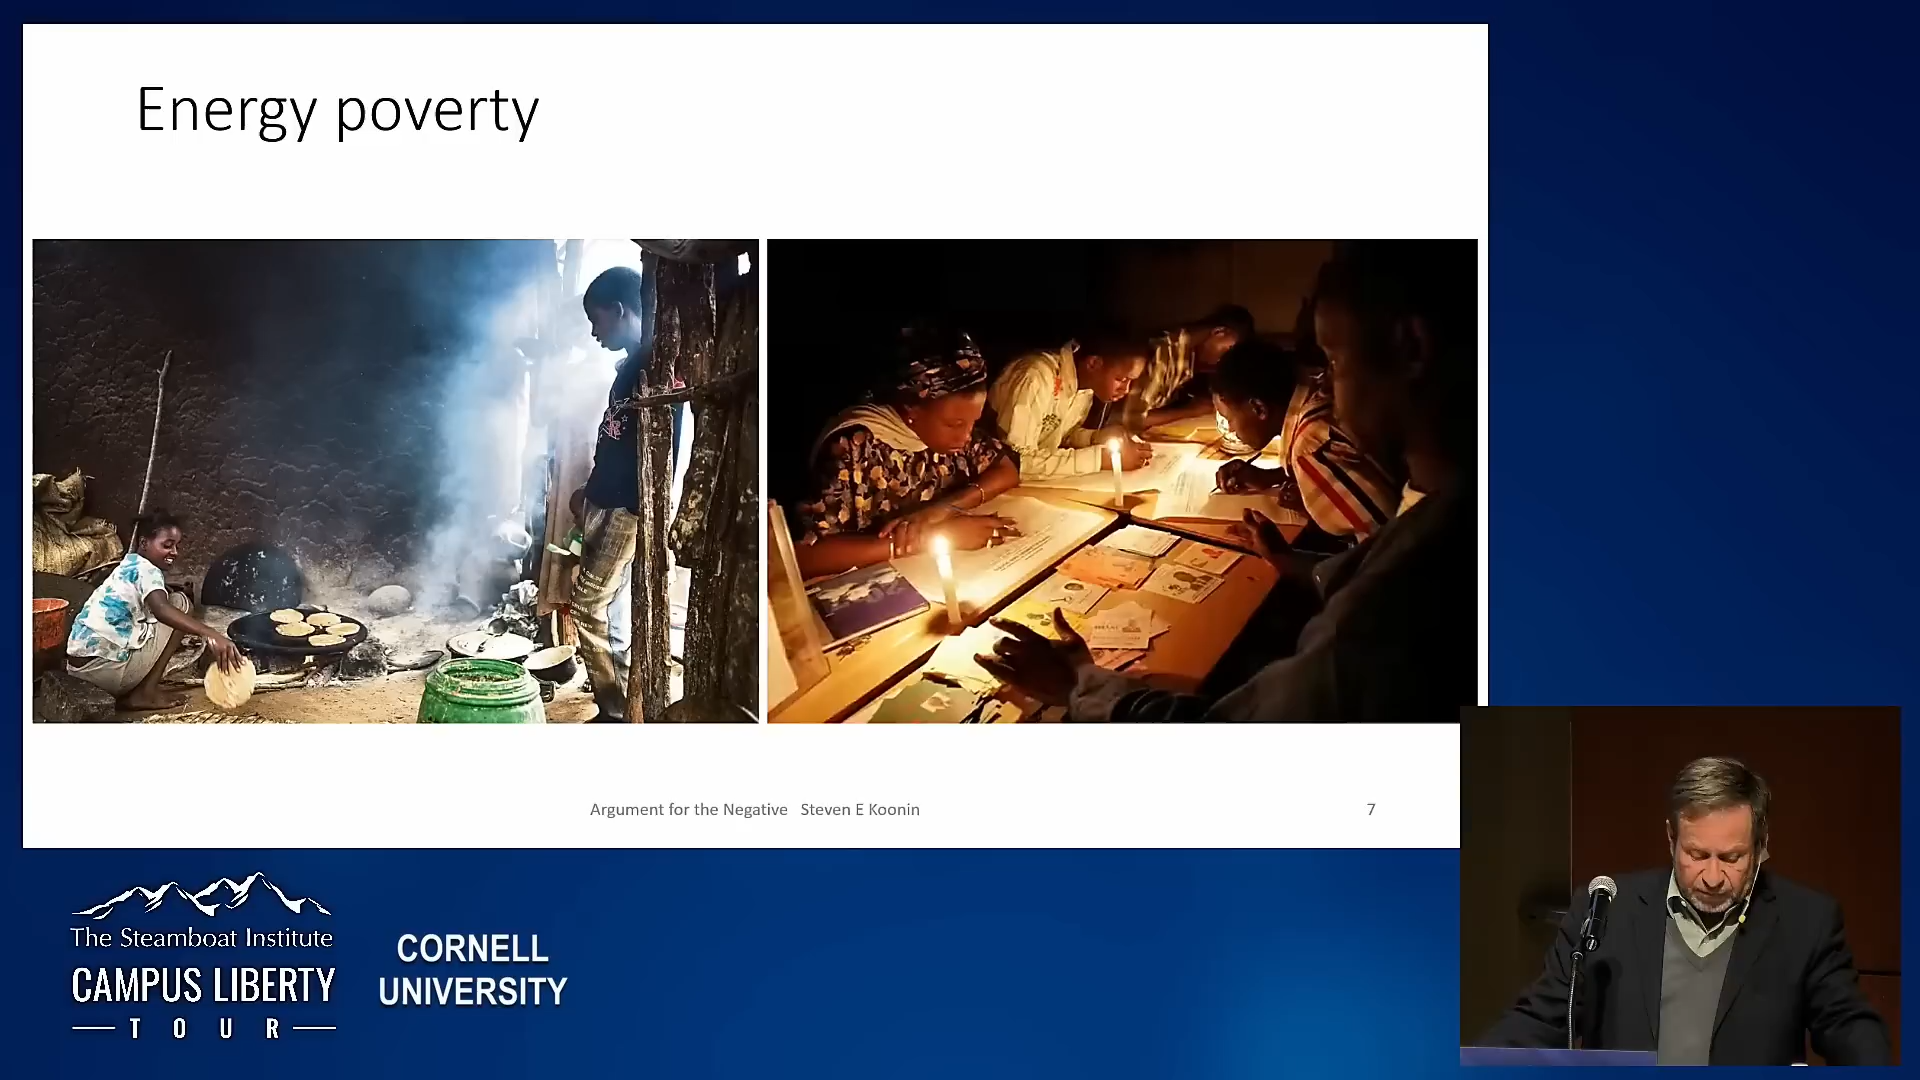 Energy poverty
Argument for the Negative Steven E Koonin
7
The Steamboat Institute
CAMPUS LIBERTY
TOUR
CORNELL
UNIVERSITY